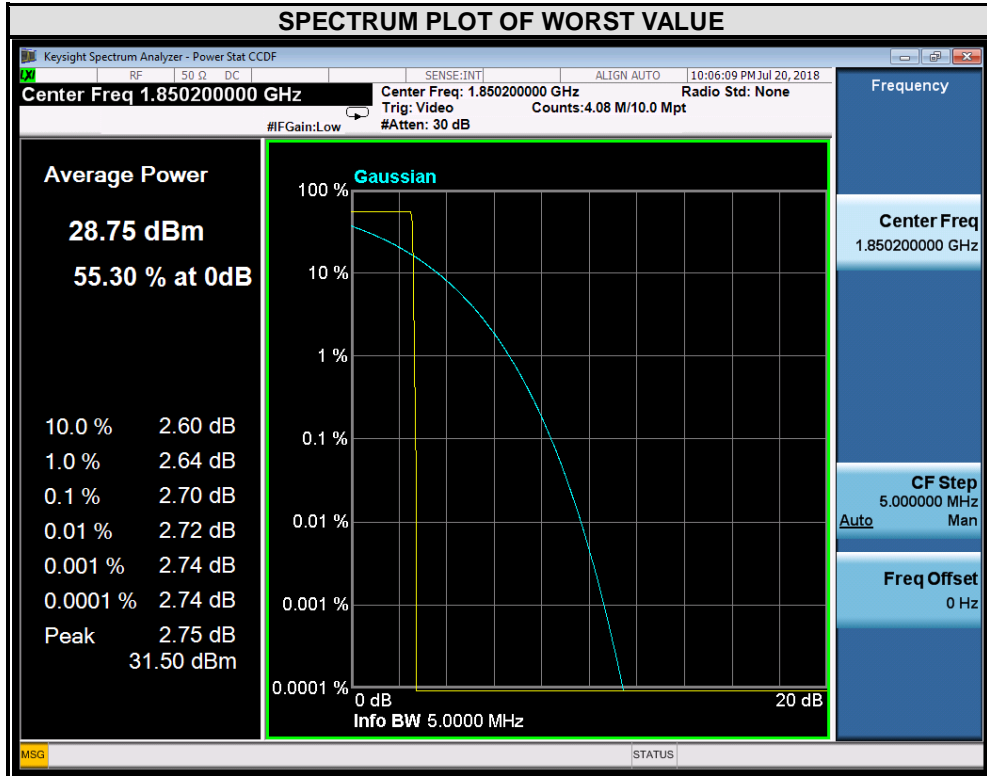 SPECTRUM PLOT OF WORST VALUE
Keysight Spectrum Analyzer - Power Stat CCDF
LXI RF 50 Ω DC SENSE:INT ALIGN AUTO 10:06:09 PM Jul 20, 2018
Center Freq 1.850200000 GHz
Center Freq: 1.850200000 GHz Radio Std: None
Trig: Video Counts:4.08 M/10.0 Mpt
#IFGain:Low #Atten: 30 dB
Frequency
Average Power
28.75 dBm
55.30 % at 0dB
10.0 % 2.60 dB
1.0 % 2.64 dB
0.1 % 2.70 dB
0.01 % 2.72 dB
0.001 % 2.74 dB
0.0001 % 2.74 dB
Peak 2.75 dB
31.50 dBm
Gaussian
100 %
10 %
1 %
0.1 %
0.01 %
0.001 %
0.0001 %
0 dB 20 dB
Info BW 5.0000 MHz
Center Freq
1.850200000 GHz
CF Step
5.000000 MHz
Auto Man
Freq Offset
0 Hz
MSG STATUS